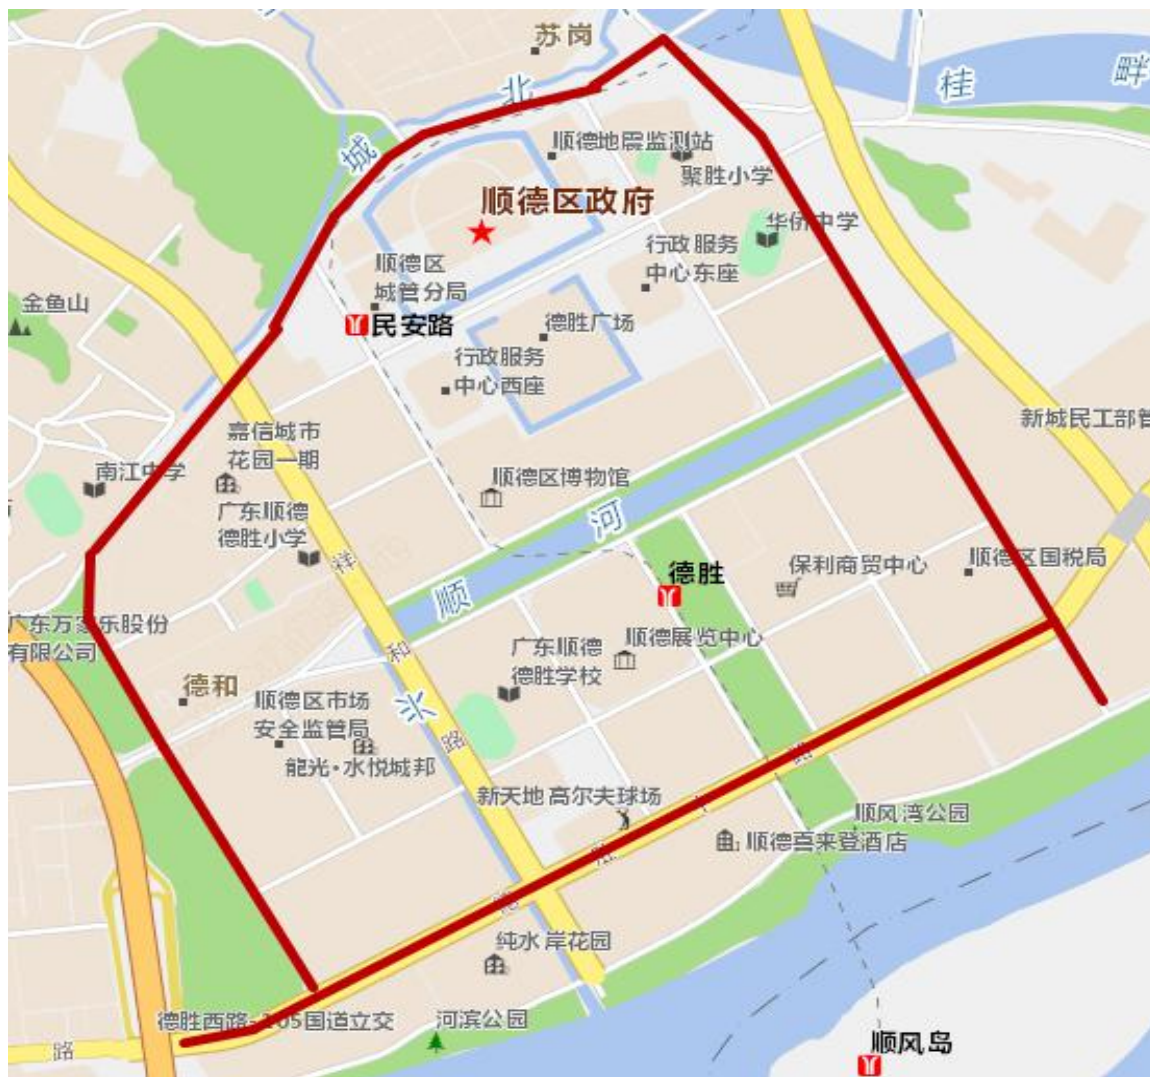 苏岗
北
桂
畔
城
顺德地震监测站
聚胜小学
顺德区政府
华侨中学
行政服务
中心东座
顺德区
城管分局
金鱼山
民安路
德胜广场
行政服务
中心西座
新城民工部管
嘉信城市
花园一期
南江中学
顺德区博物馆
广东顺德
德胜小学
河
祥
顺德区国税局
保利商贸中心
德胜
顺
广东万家乐股份
有限公司
和
广东顺德
德胜学校
顺德展览中心
德和
顺德区市场
安全监管局
兴
路
龍光·水悦城邦
新天地高尔夫球场
顺风湾公园
顺德喜来登酒店
纯水岸花园
德胜西路-105国道立交
河滨公园
路
顺风岛